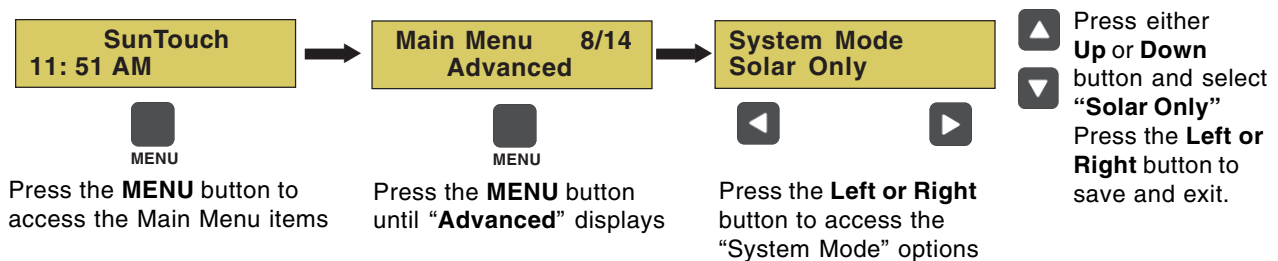 SunTouch
11: 51 AM
MENU
Press the MENU button to
access the Main Menu items
Main Menu 8/14
Advanced
MENU
Press the MENU button
until “Advanced” displays
System Mode
Solar Only
Press the Left or Right
button to access the
“System Mode” options
Press either
Up or Down
button and select
“Solar Only”
Press the Left or
Right button to
save and exit.